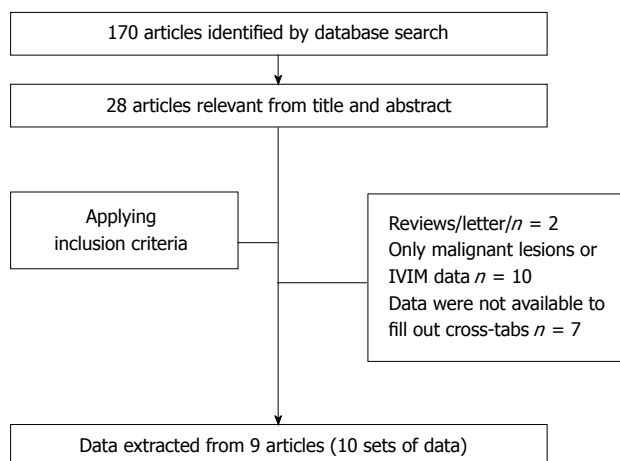 170 articles identified by database search
28 articles relevant from title and abstract
Applying
inclusion criteria
Reviews/letter/n = 2
Only malignant lesions or
IVIM data n = 10
Data were not available to
fill out cross-tabs n = 7
Data extracted from 9 articles (10 sets of data)